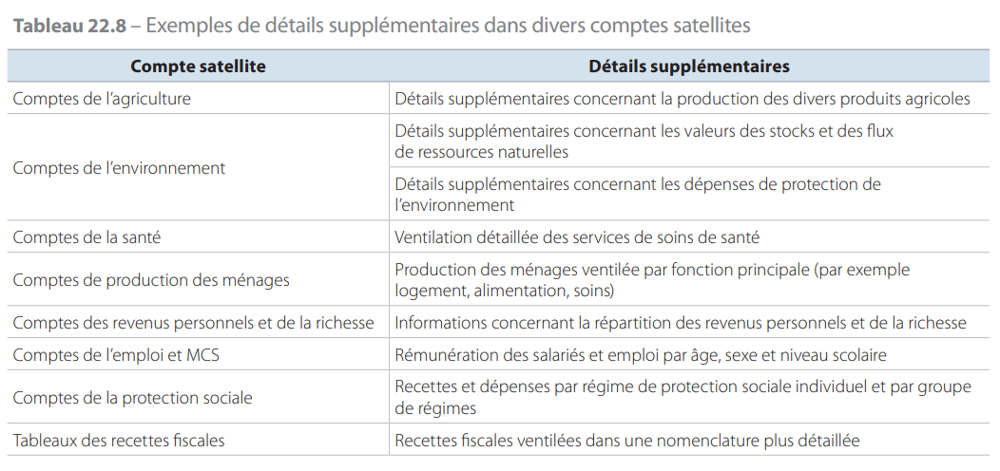 Tableau 22.8 – Exemples de détails supplémentaires dans divers comptes satellites
Compte satellite Détails supplémentaires
Comptes de l’agriculture Détails supplémentaires concernant la production des divers produits agricoles
Comptes de l’environnement Détails supplémentaires concernant les valeurs des stocks et des flux
de ressources naturelles
Détails supplémentaires concernant les dépenses de protection de
l’environnement
Comptes de la santé Ventilation détaillée des services de soins de santé
Comptes de production des ménages Production des ménages ventilée par fonction principale (par exemple
logement, alimentation, soins)
Comptes des revenus personnels et de la richesse Informations concernant la répartition des revenus personnels et de la richesse
Comptes de l’emploi et MCS Rémunération des salariés et emploi par âge, sexe et niveau scolaire
Comptes de la protection sociale Recettes et dépenses par régime de protection sociale individuel et par groupe
de régimes
Tableaux des recettes fiscales Recettes fiscales ventilées dans une nomenclature plus détaillée